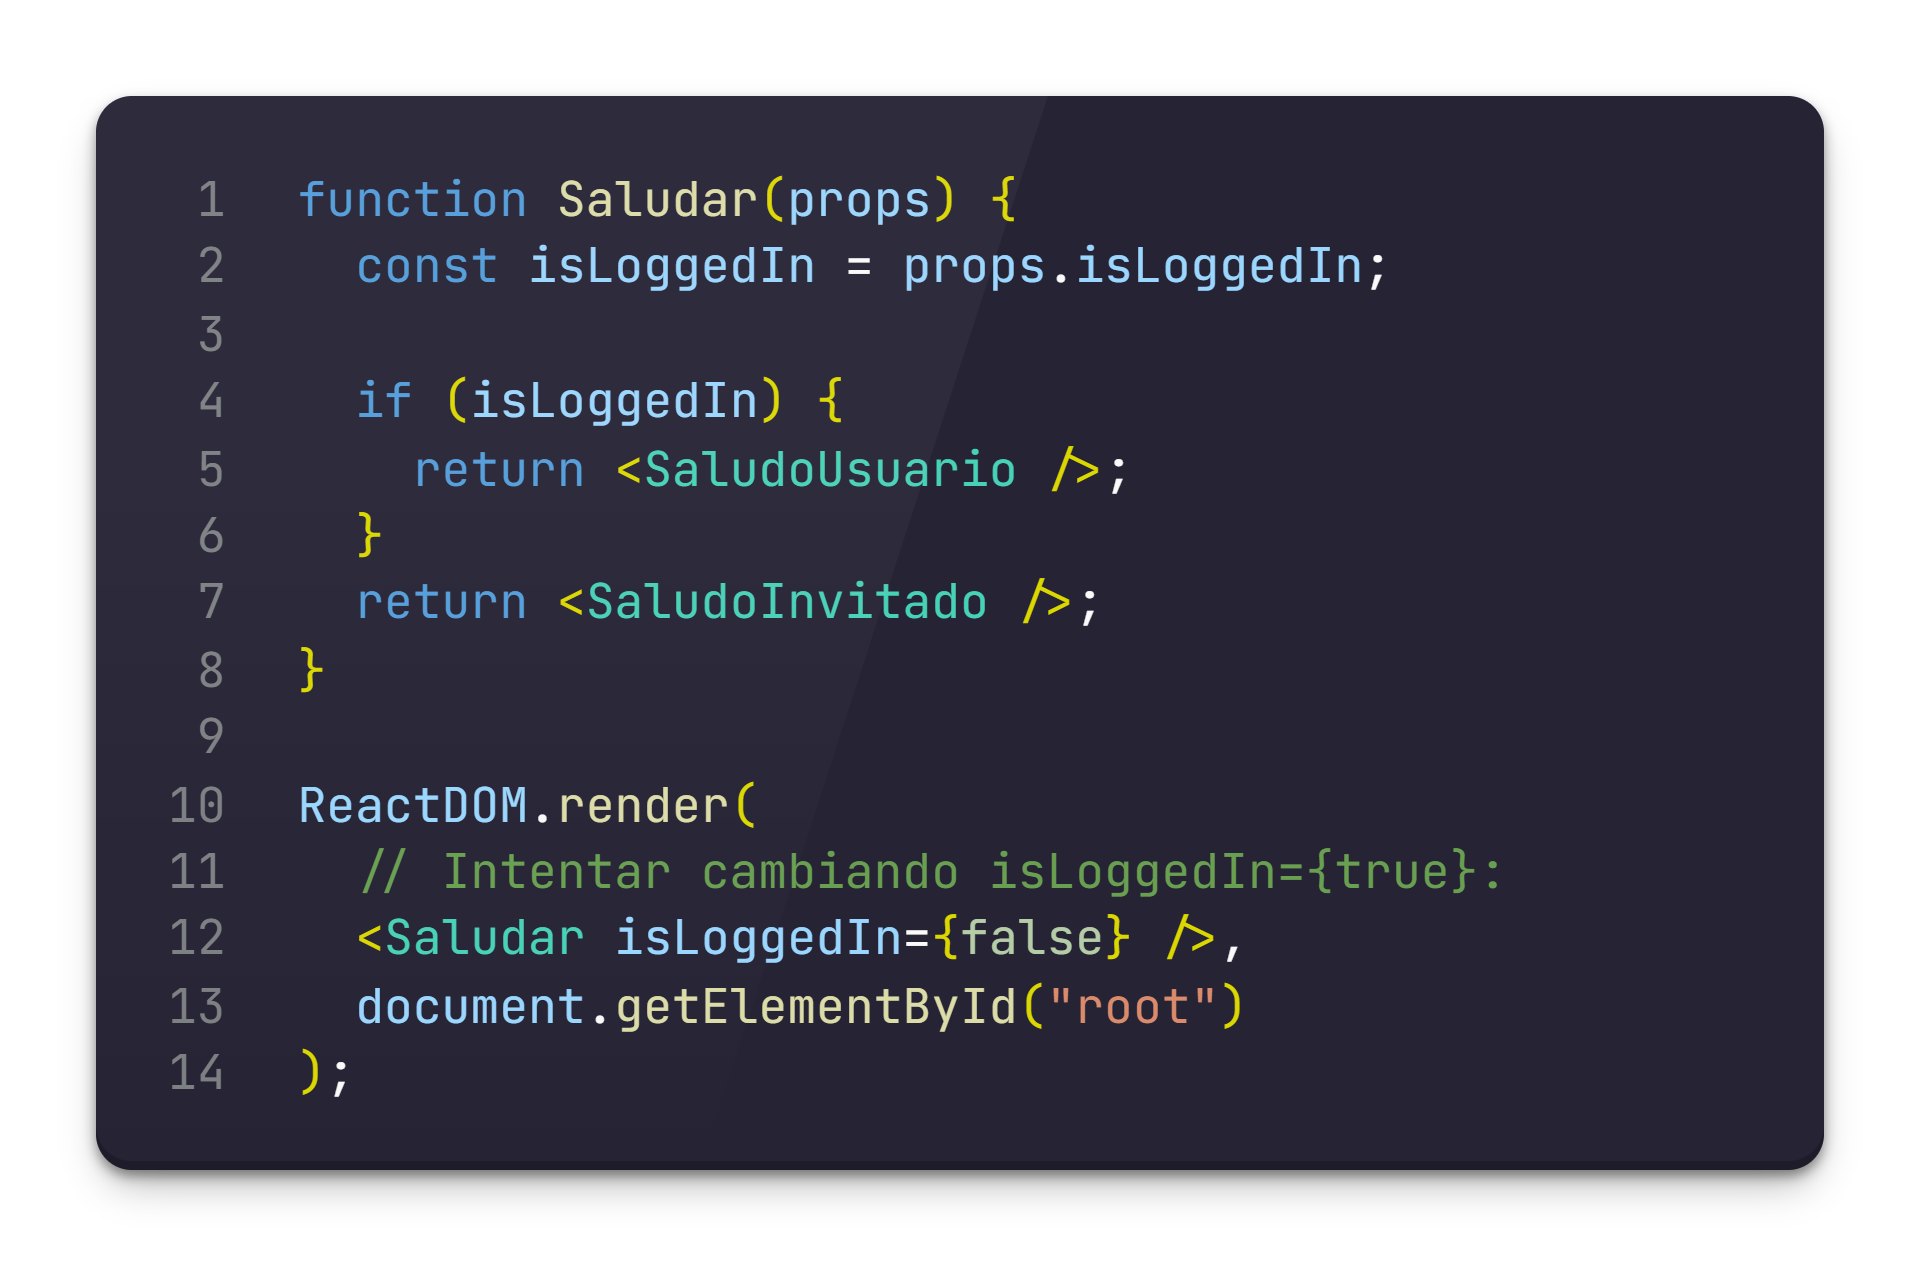 1 function Saludar(props) {
2 const isLoggedIn = props.isLoggedIn;
3
4 if (isLoggedIn) {
5 return <SaludoUsuario />;
6 }
7 return <SaludoInvitado />;
8 }
9
10 ReactDOM.render(
11 // Intentar cambiando isLoggedIn={true}:
12 <Saludar isLoggedIn={false} />,
13 document.getElementById("root")
14 );